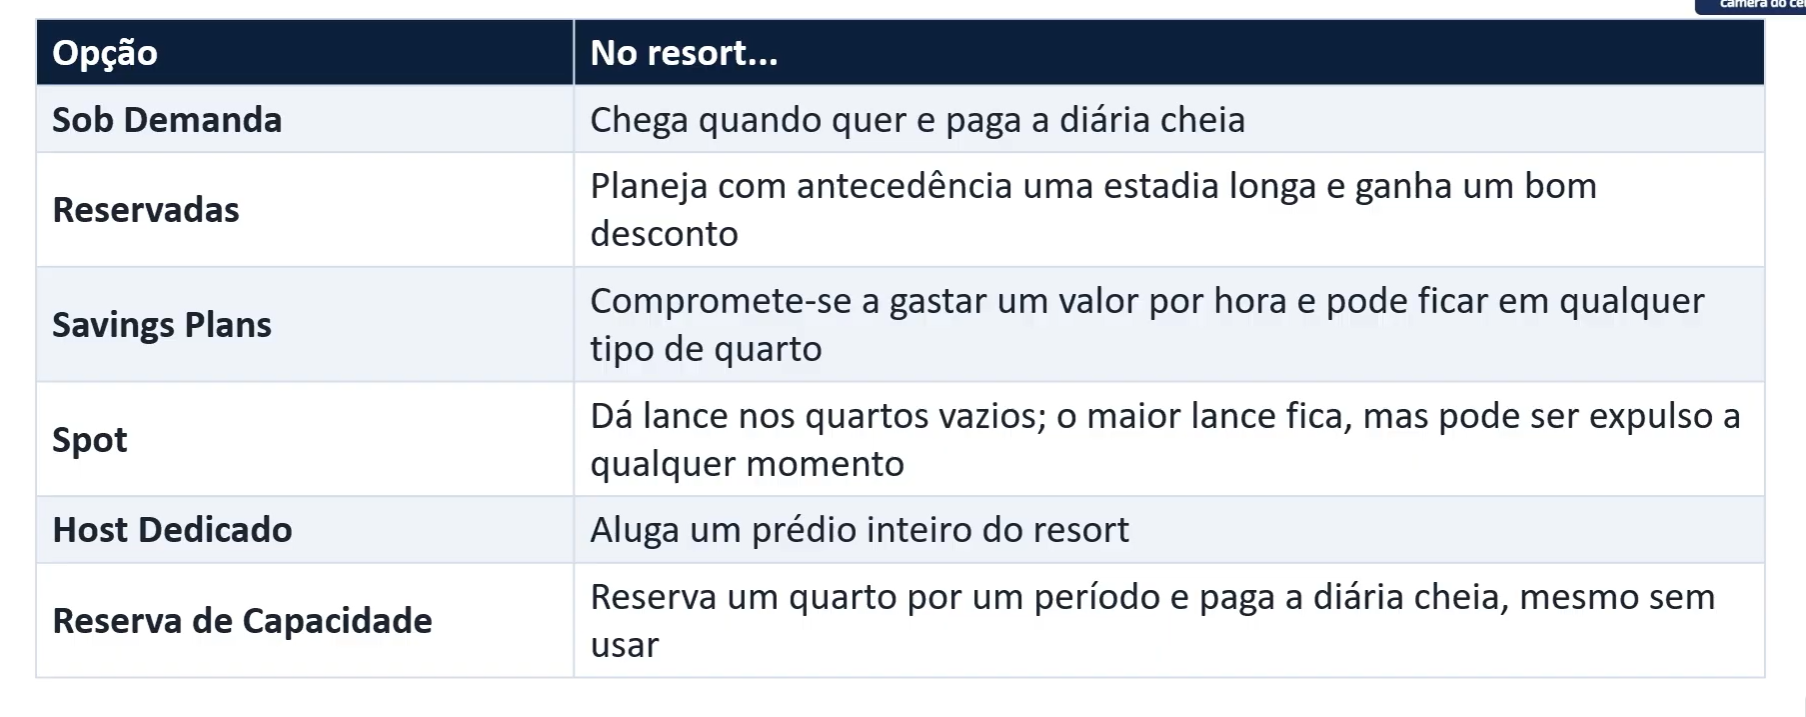 câmera do
Opção
No resort...
Sob Demanda
Chega quando quer e paga a diária cheia
Reservadas
Planeja com antecedência uma estadia longa e ganha um bom
desconto
Savings Plans
Compromete-se a gastar um valor por hora e pode ficar em qualquer
tipo de quarto
Spot
Dá lance nos quartos vazios; o maior lance fica, mas pode ser expulso a
qualquer momento
Host Dedicado
Aluga um prédio inteiro do resort
Reserva de Capacidade
Reserva um quarto por um período e paga a diária cheia, mesmo sem
usar